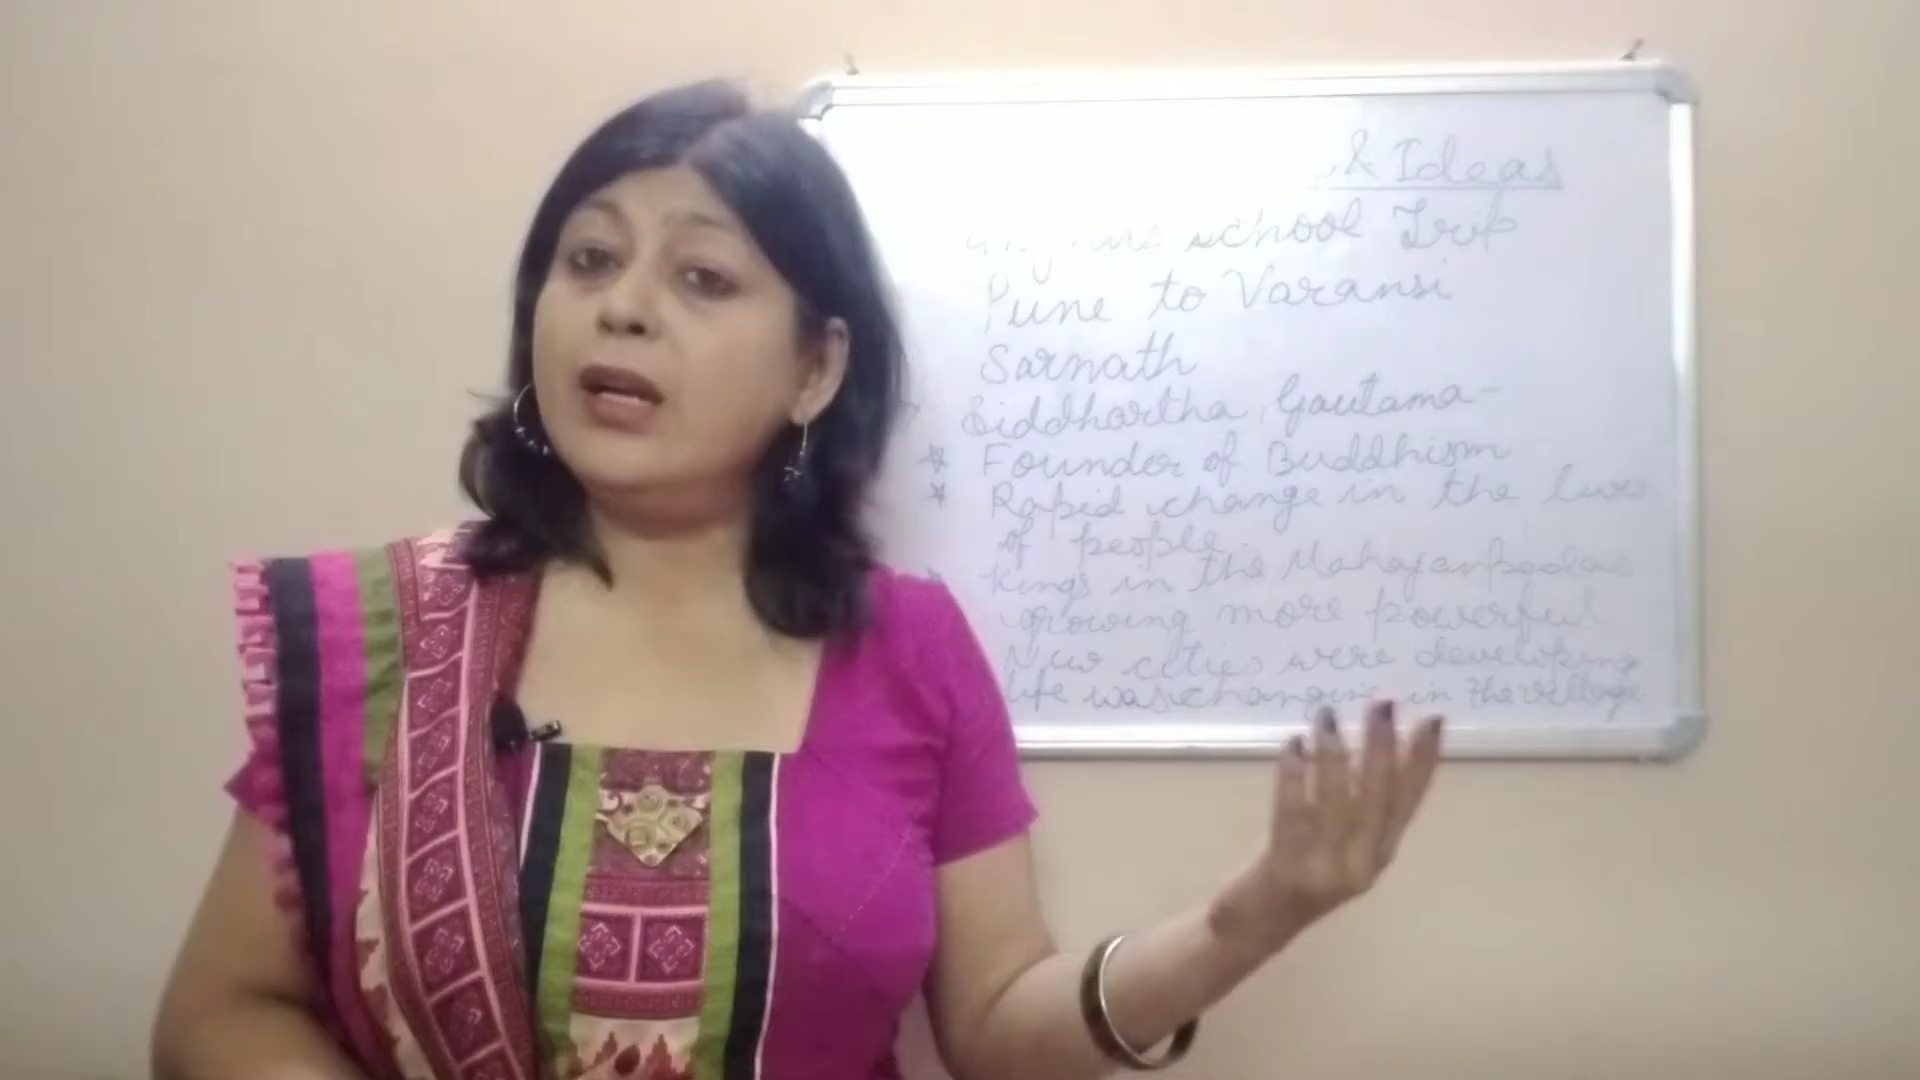 & Ideas
school Trip
Pune to Varansi
Sarnath
Siddhartha, Gautama-
* Founder of Buddhism
* Rapid change in the lives
of people
Kings in the Mahajanpadas
growing more powerful
New cities were developing
life was changing in the village